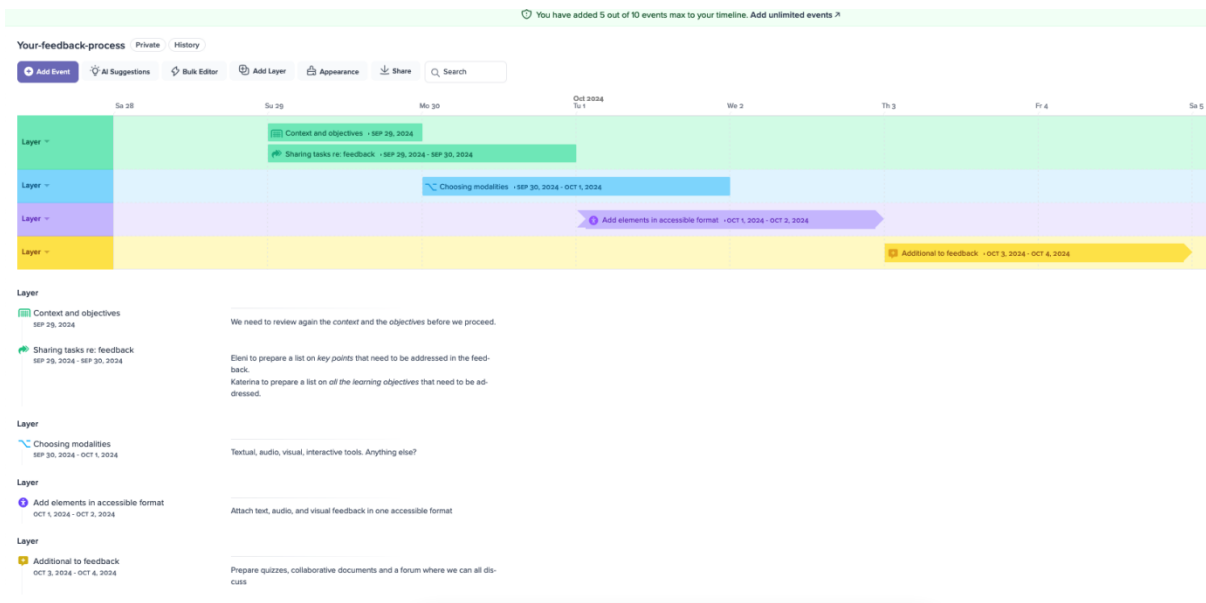 You have added 5 out of 10 events max to your timeline. Add unlimited events ↗
Your-feedback-process Private History
Add Event AI Suggestions Bulk Editor Add Layer Appearance Share Search
Oct 2024
Sa 28 Su 29 Mo 30 Tu 1 We 2 Th 3 Fr 4 Sa 5
Layer
Context and objectives • SEP 29, 2024
Sharing tasks re: feedback • SEP 29, 2024 - SEP 30, 2024
Layer
Choosing modalities • SEP 30, 2024 - OCT 1, 2024
Layer
Add elements in accessible format • OCT 1, 2024 - OCT 2, 2024
Layer
Additional to feedback • OCT 3, 2024 - OCT 4, 2024
Layer
Context and objectives
SEP 29, 2024
We need to review again the context and the objectives before we proceed.
Sharing tasks re: feedback
SEP 29, 2024 - SEP 30, 2024
Eleni to prepare a list on key points that need to be addressed in the feed-
back.
Katerina to prepare a list on all the learning objectives that need to be ad-
dressed.
Layer
Choosing modalities
SEP 30, 2024 - OCT 1, 2024
Textual, audio, visual, interactive tools. Anything else?
Layer
Add elements in accessible format
OCT 1, 2024 - OCT 2, 2024
Attach text, audio, and visual feedback in one accessible format
Layer
Additional to feedback
OCT 3, 2024 - OCT 4, 2024
Prepare quizzes, collaborative documents and a forum where we can all dis-
cuss